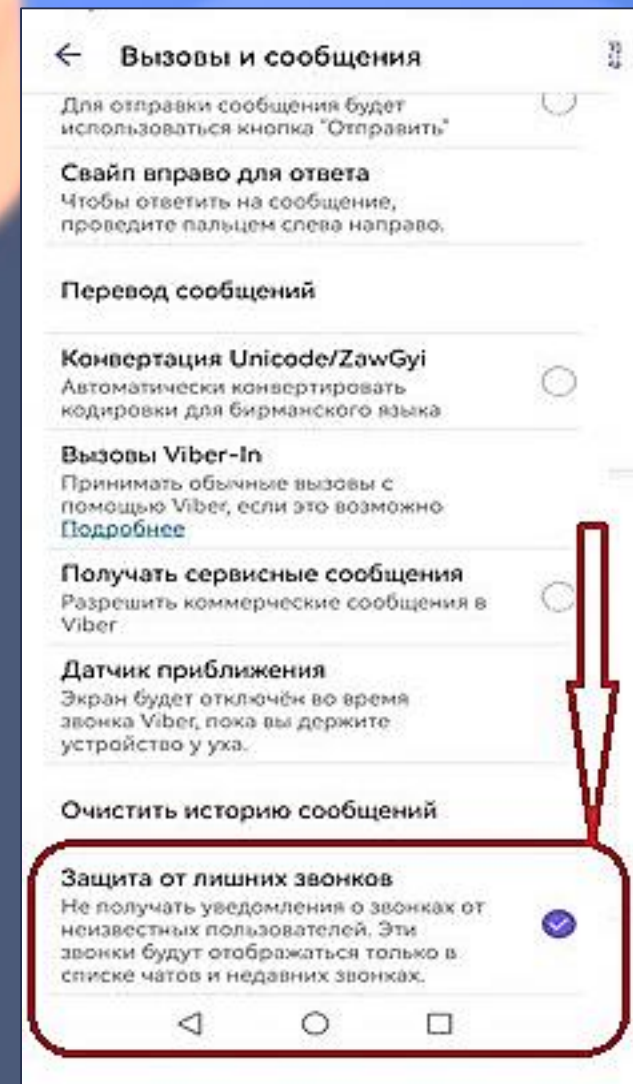 Вызовы и сообщения
Для отправки сообщения будет
использоваться кнопка "Отправить"
Свайп вправо для ответа
Чтобы ответить на сообщение,
проведите пальцем слева направо.
Перевод сообщений
Конвертация Unicode/ZawGyi
Автоматически конвертировать
кодировки для бирманского языка
Вызовы Viber-In
Принимать обычные вызовы с
помощью Viber, если это возможно
Подробнее
Получать сервисные сообщения
Разрешить коммерческие сообщения в
Viber
Датчик приближения
Экран будет отключён во время
звонка Viber, пока вы держите
устройство у уха.
Очистить историю сообщений
Защита от лишних звонков
Не получать уведомления о звонках от
неизвестных пользователей. Эти
звонки будут отображаться только в
списке чатов и недавних звонках.